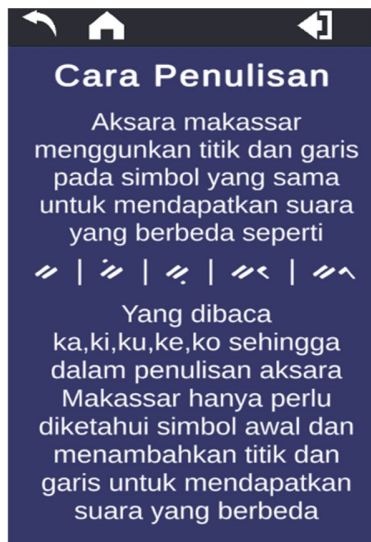 Cara Penulisan
Aksara makassar
menggunkan titik dan garis
pada simbol yang sama
untuk mendapatkan suara
yang berbeda seperti
ᨀ | ᨀᨗ | ᨀᨘ | ᨀᨙ | ᨀᨚ
Yang dibaca
ka,ki,ku,ke,ko sehingga
dalam penulisan aksara
Makassar hanya perlu
diketahui simbol awal dan
menambahkan titik dan
garis untuk mendapatkan
suara yang berbeda